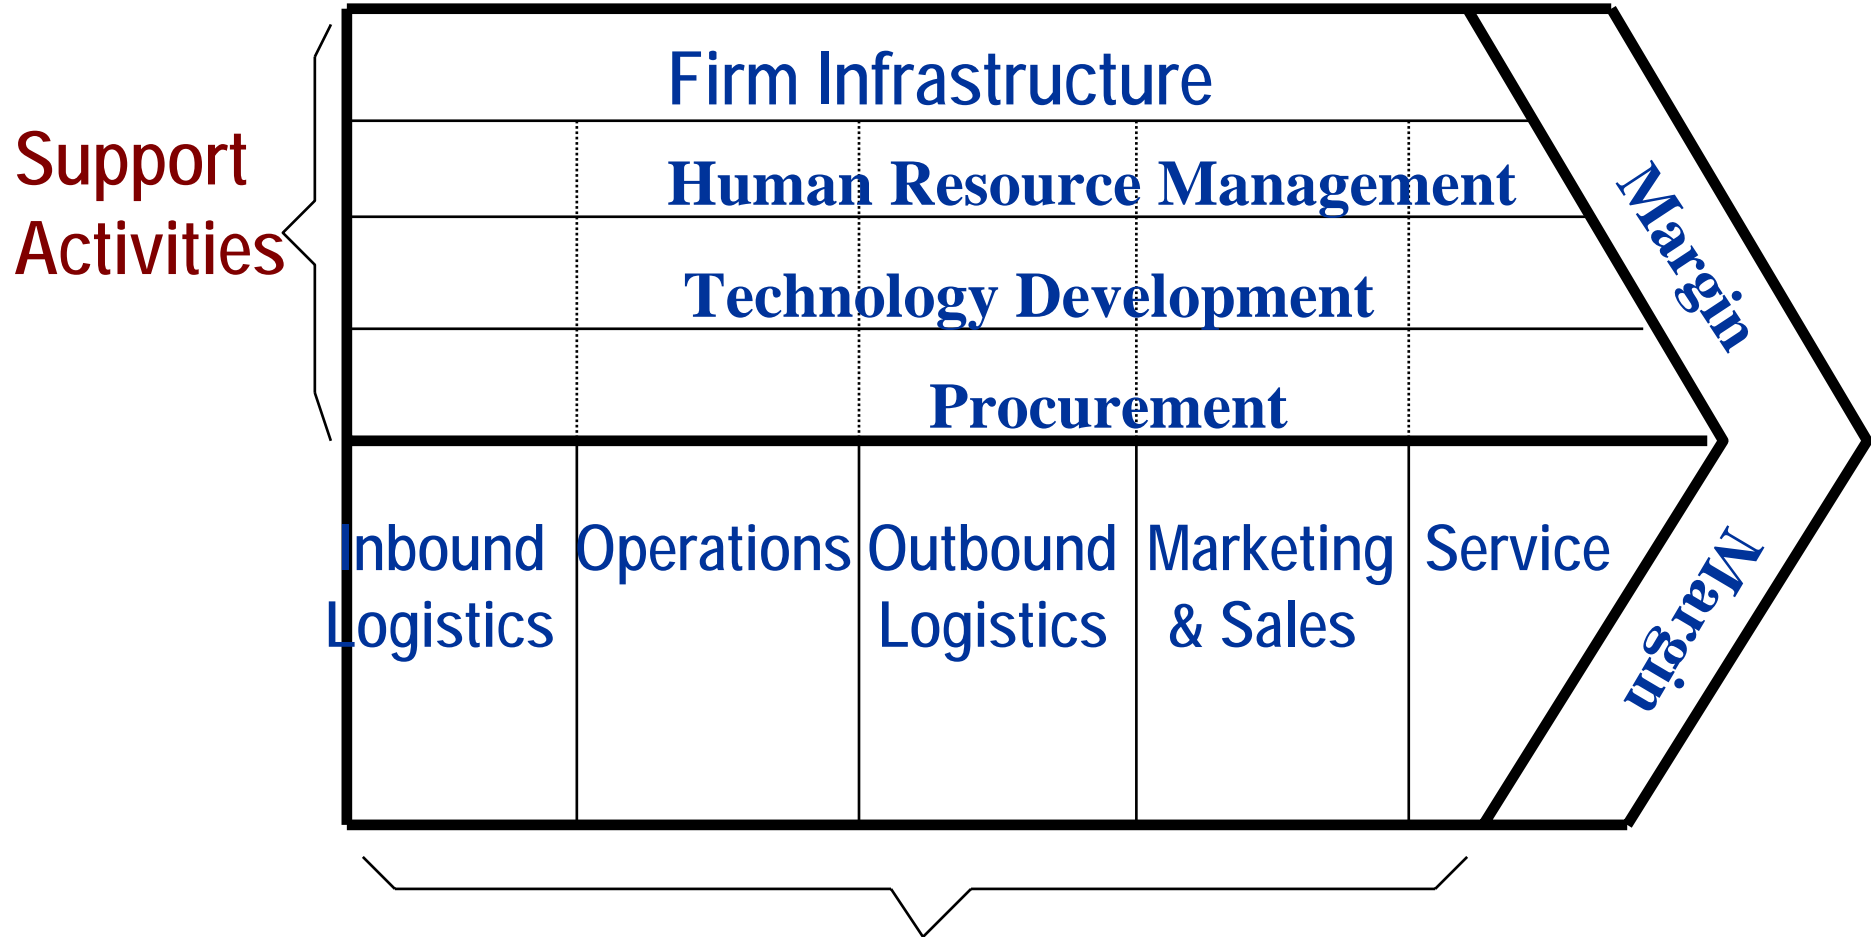 Firm Infrastructure
Support
Activities
Human Resource Management
Technology Development
Procurement
Margin
Inbound
Logistics
Operations
Outbound
Logistics
Marketing
& Sales
Service
Margin